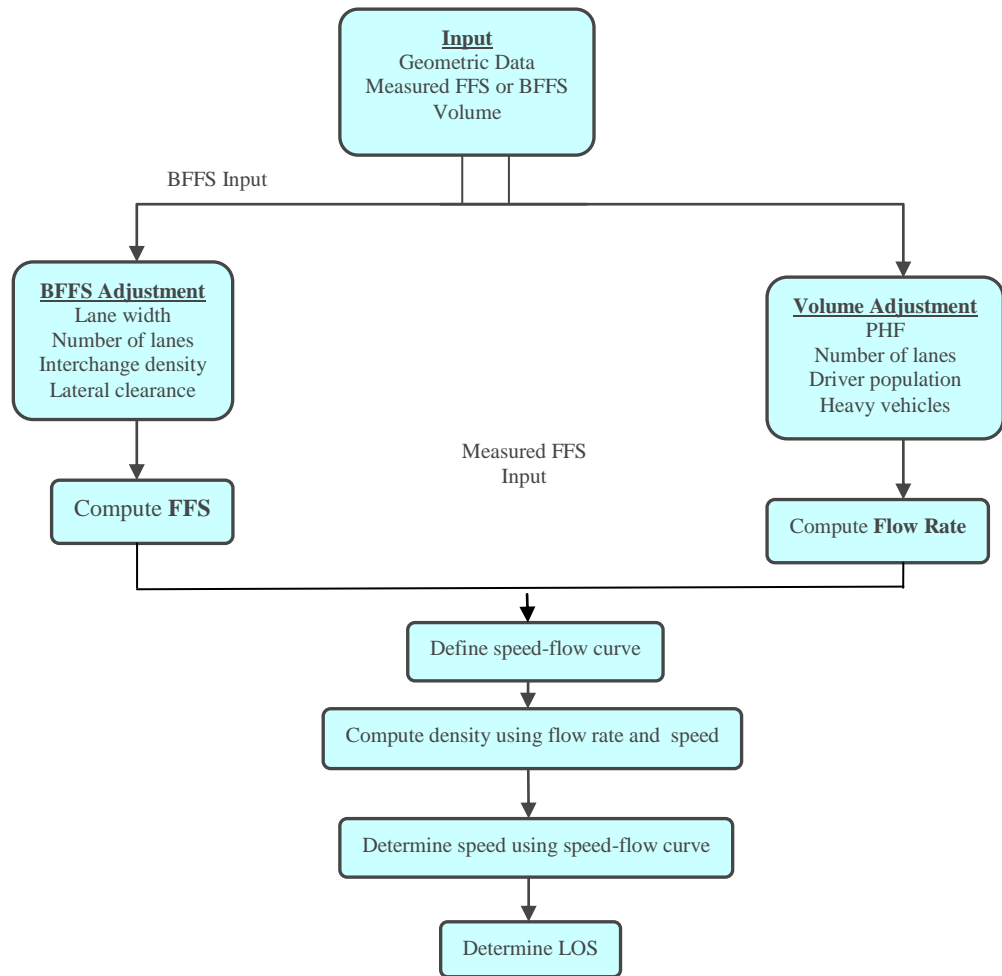 Input
Geometric Data
Measured FFS or BFFS
Volume
BFFS Input
BFFS Adjustment
Lane width
Number of lanes
Interchange density
Lateral clearance
Volume Adjustment
PHF
Number of lanes
Driver population
Heavy vehicles
Measured FFS
Input
Compute FFS
Compute Flow Rate
Define speed-flow curve
Compute density using flow rate and speed
Determine speed using speed-flow curve
Determine LOS